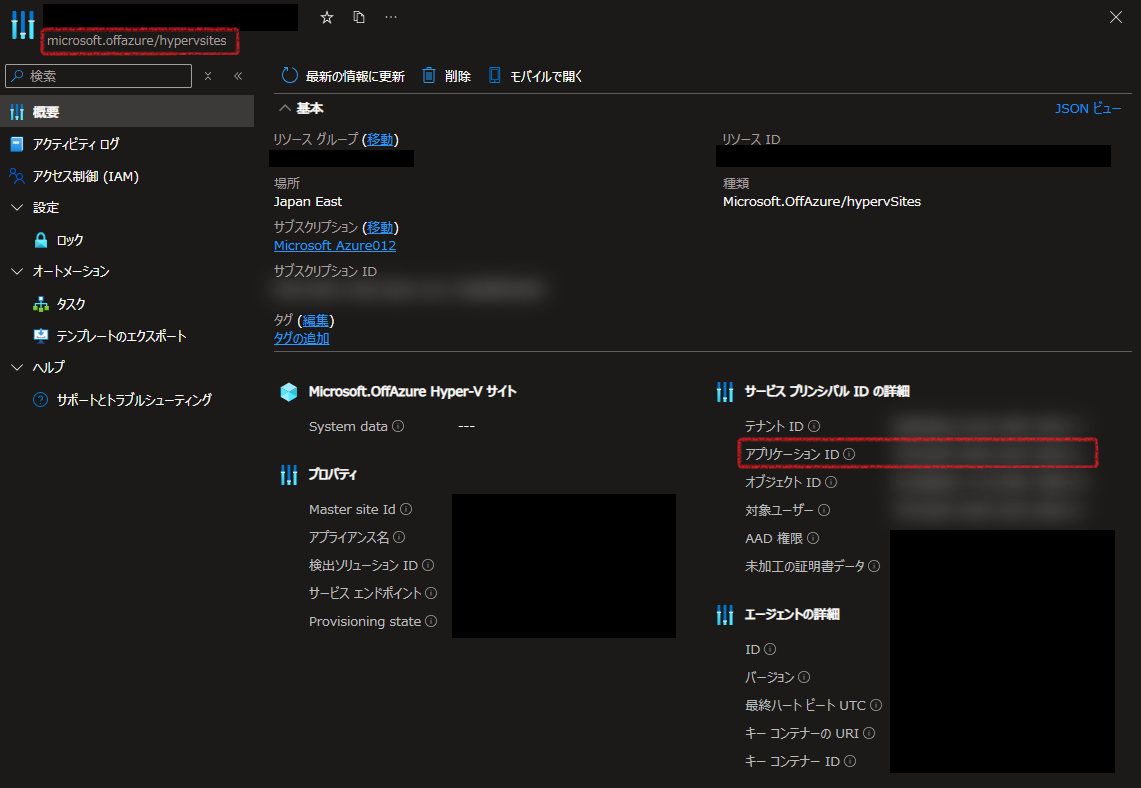 microsoft.offazure/hypervsites
検索
概要
アクティビティ ログ
アクセス制御 (IAM)
設定
ロック
オートメーション
タスク
テンプレートのエクスポート
ヘルプ
サポートとトラブルシューティング
最新の情報に更新 削除 モバイルで開く
基本
JSON ビュー
リソース グループ (移動)
場所
Japan East
サブスクリプション (移動)
Microsoft Azure012
サブスクリプション ID
タグ (編集)
タグの追加
リソース ID
種類
Microsoft.OffAzure/hypervSites
Microsoft.OffAzure Hyper-V サイト
System data ---
プロパティ
Master site Id
アプライアンス名
検出ソリューション ID
サービス エンドポイント
Provisioning state
サービス プリンシパル ID の詳細
テナント ID
アプリケーション ID
オブジェクト ID
対象ユーザー
AAD 権限
未加工の証明書データ
エージェントの詳細
ID
バージョン
最終ハート ビート UTC
キー コンテナーの URI
キー コンテナー ID